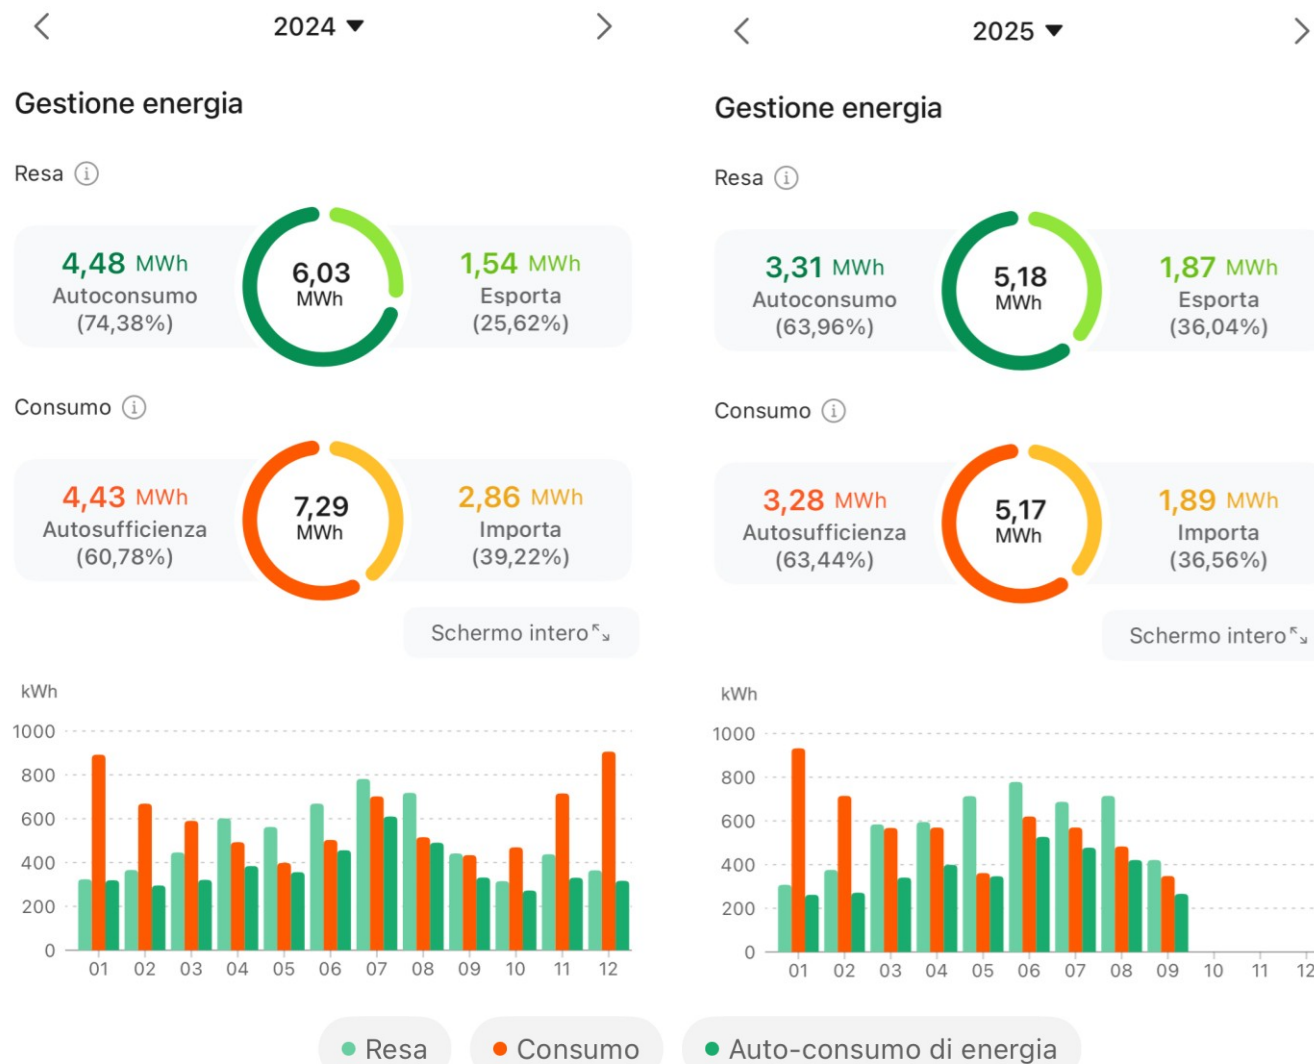 2024
Gestione energia
Resa
4,48 MWh
Autoconsumo
(74,38%)
6,03
MWh
1,54 MWh
Esporta
(25,62%)
Consumo
4,43 MWh
Autosufficienza
(60,78%)
7,29
MWh
2,86 MWh
Importa
(39,22%)
Schermo intero
kWh
1000
800
600
400
200
0
01 02 03 04 05 06 07 08 09 10 11 12
2025
Gestione energia
Resa
3,31 MWh
Autoconsumo
(63,96%)
5,18
MWh
1,87 MWh
Esporta
(36,04%)
Consumo
3,28 MWh
Autosufficienza
(63,44%)
5,17
MWh
1,89 MWh
Importa
(36,56%)
Schermo intero
kWh
1000
800
600
400
200
0
01 02 03 04 05 06 07 08 09 10 11 12
Resa Consumo Auto-consumo di energia